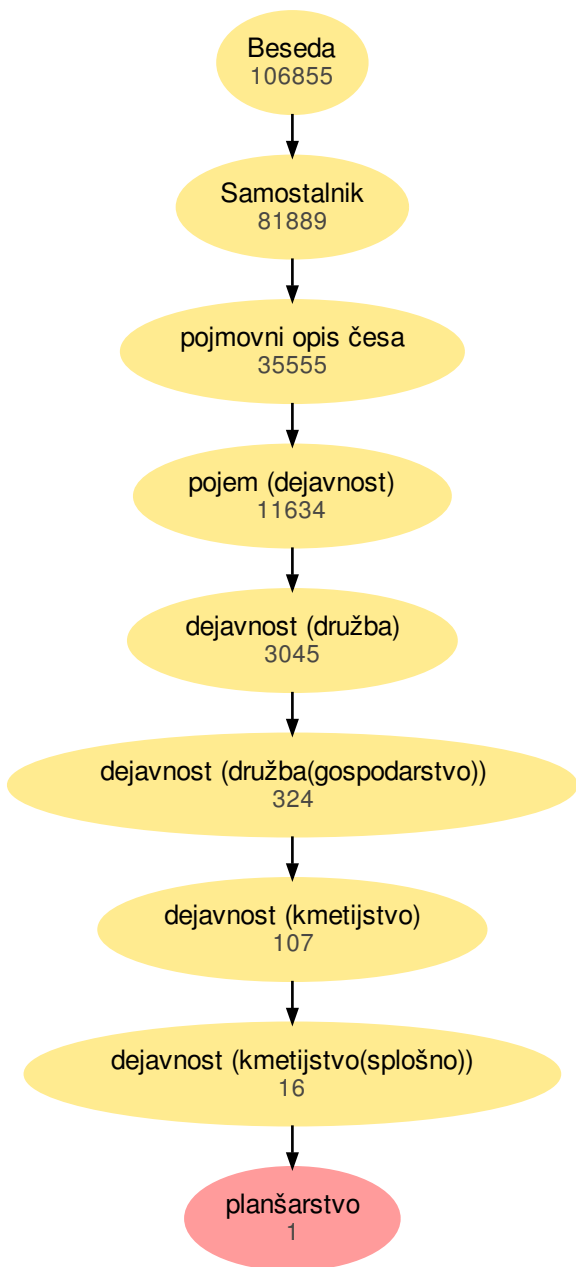 Beseda
106855
Samostalnik
81889
pojmovni opis česa
35555
pojem (dejavnost)
11634
dejavnost (družba)
3045
dejavnost (družba(gospodarstvo))
324
dejavnost (kmetijstvo)
107
dejavnost (kmetijstvo(splošno))
16
planšarstvo
1